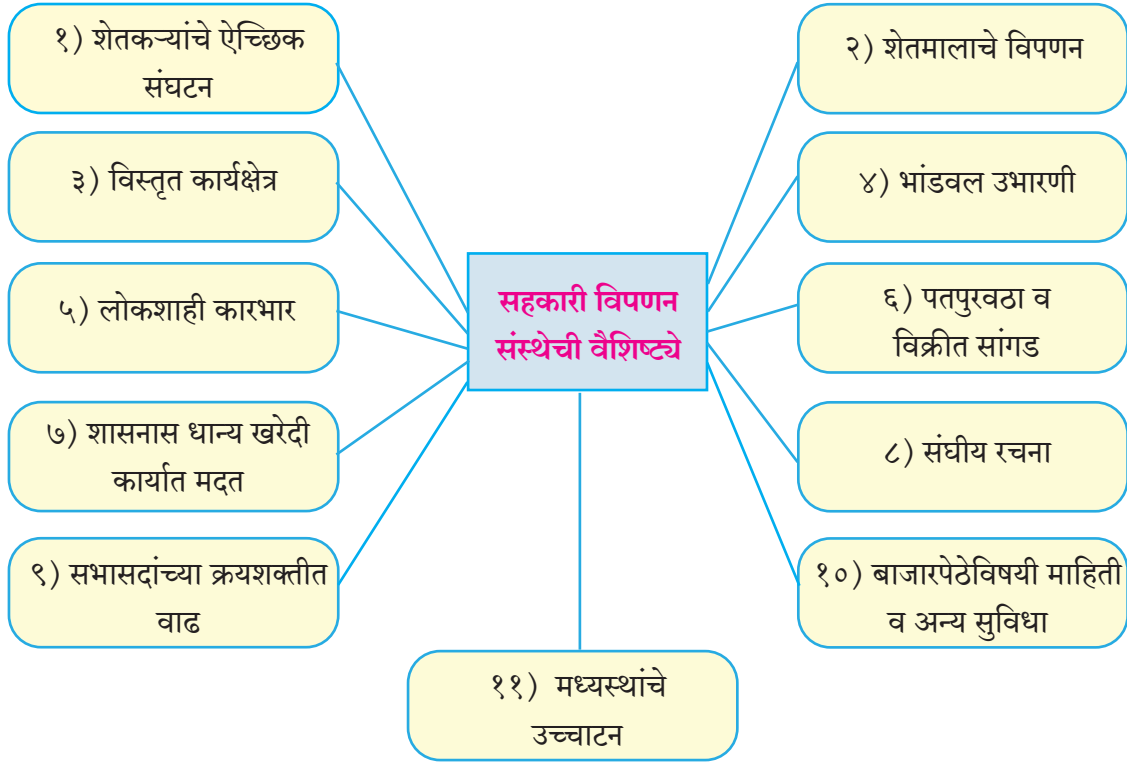 १) शेतकऱ्यांचे ऐच्छिक
संघटन
२) शेतमालाचे विपणन
३) विस्तृत कार्यक्षेत्र
४) भांडवल उभारणी
सहकारी विपणन
संस्थेची वैशिष्ट्ये
५) लोकशाही कारभार
६) पतपुरवठा व
विक्रीत सांगड
७) शासनास धान्य खरेदी
कार्यात मदत
८) संघीय रचना
९) सभासदांच्या क्रयशक्तीत
वाढ
१०) बाजारपेठेविषयी माहिती
व अन्य सुविधा
११) मध्यस्थांचे
उच्चाटन